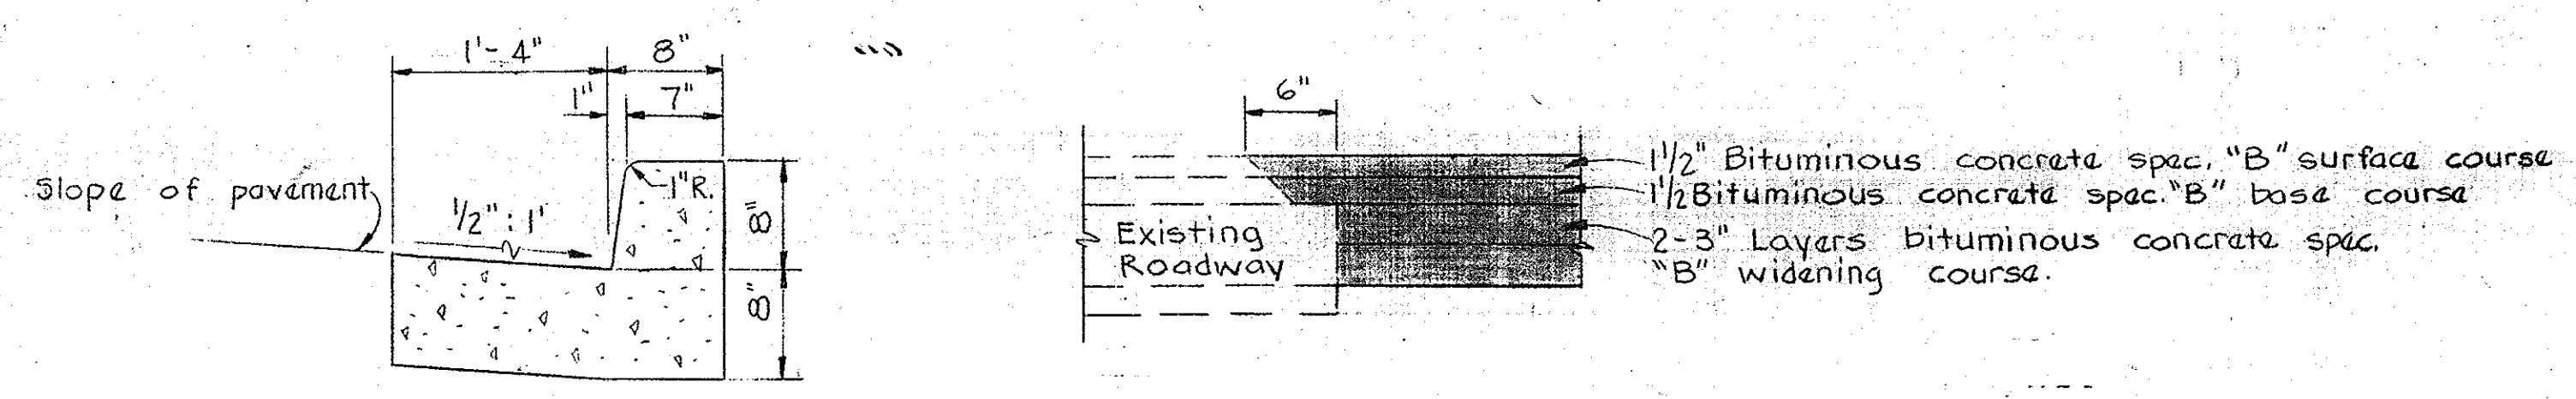 1'-4"
8"
1"
7"
Slope of pavement
1/2" : 1'
1"R.
8"
8"
6"
Existing
Roadway
1 1/2" Bituminous concrete spec. "B" surface course
1 1/2 Bituminous concrete spec. "B" base course
2-3" Layers bituminous concrete spec.
"B" widening course.